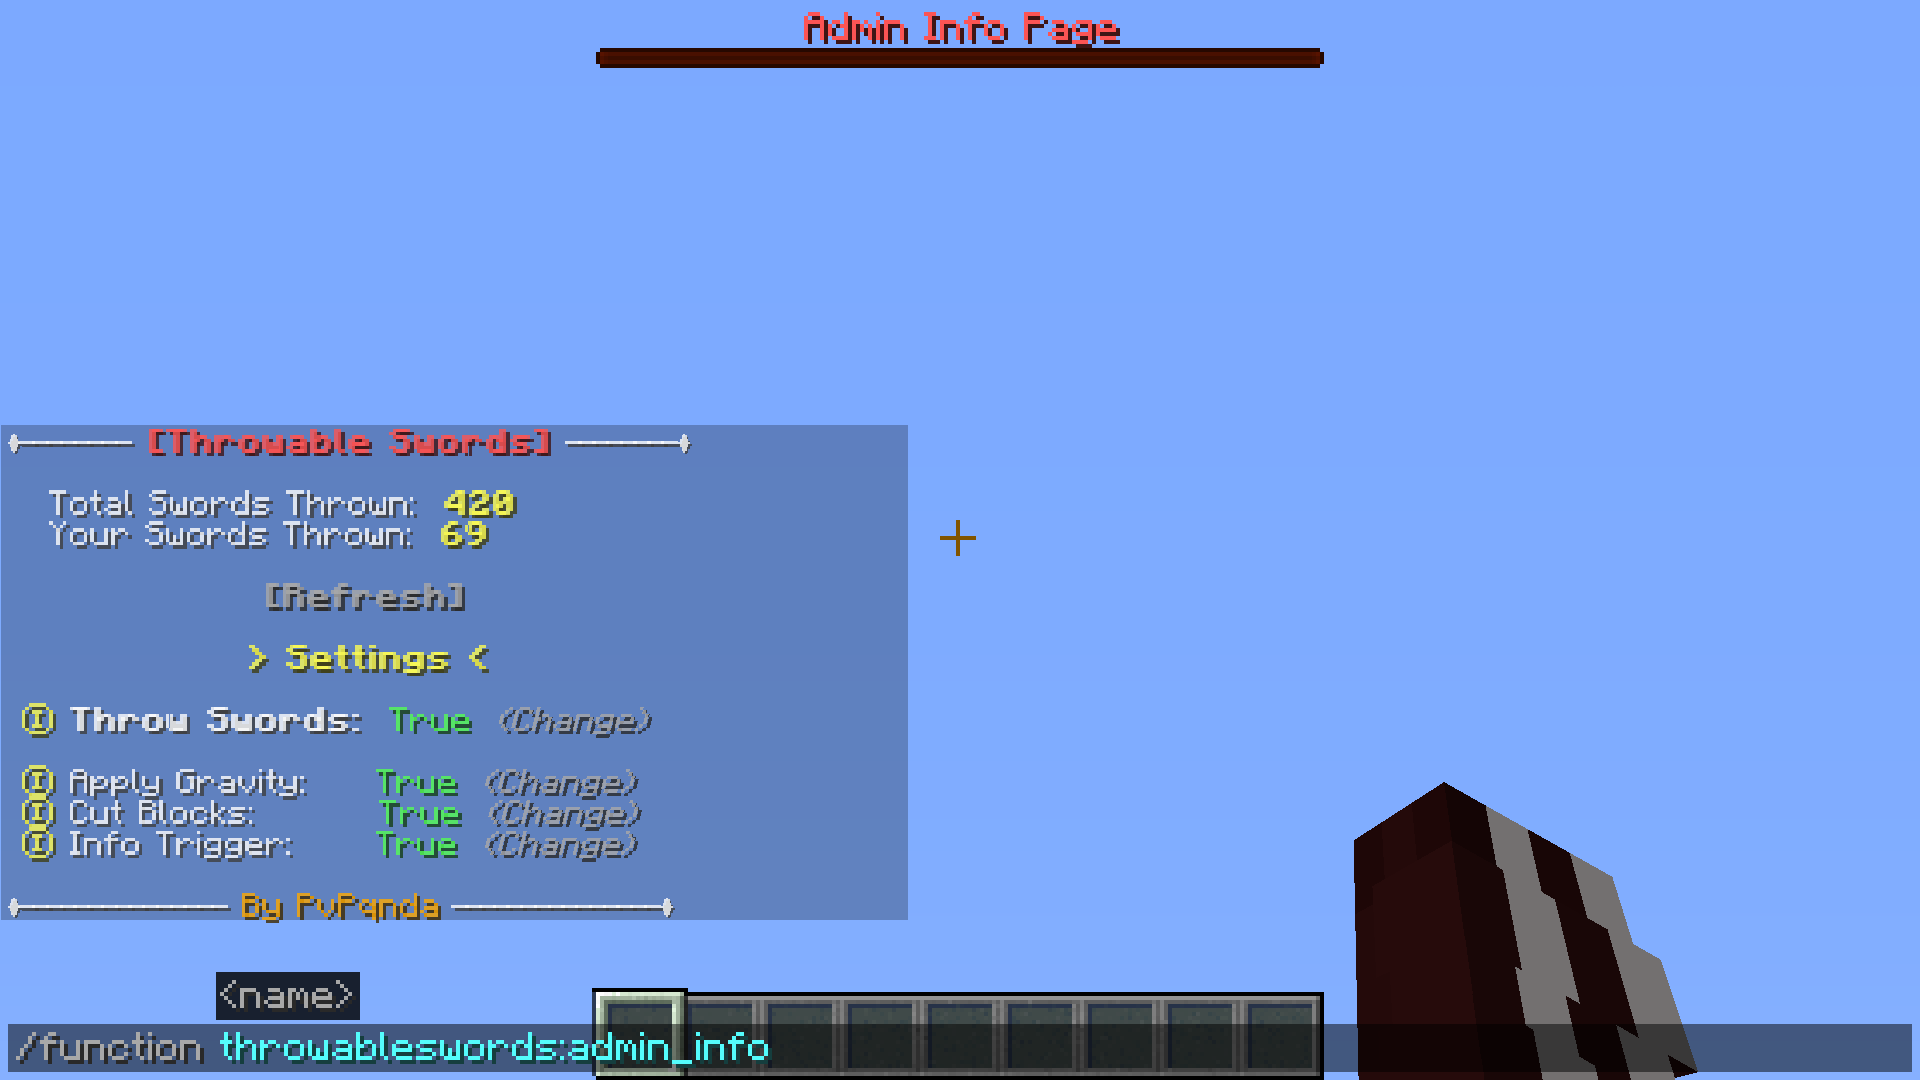 Admin Info Page
[Throwable Swords]
Total Swords Thrown: 420
Your Swords Thrown: 69
[Refresh]
> Settings <
Ⓘ Throw Swords: True (Change)
Ⓘ Apply Gravity: True (Change)
Ⓘ Cut Blocks: True (Change)
Ⓘ Info Trigger: True (Change)
By PvPqnda
<name>
/function throwableswords:admin_info